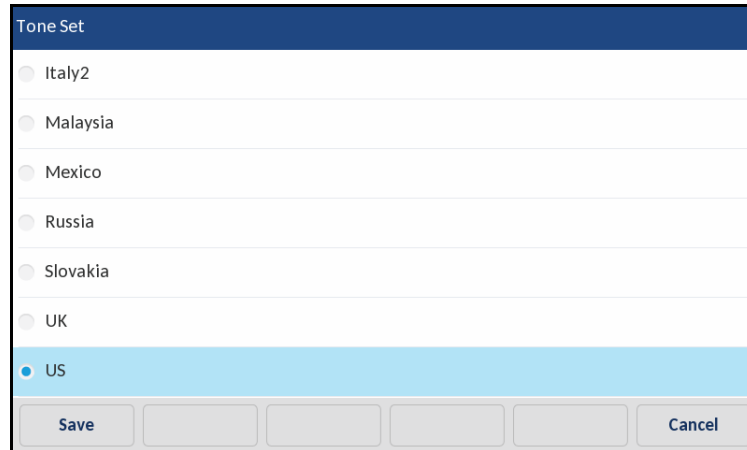 Tone Set
Italy2
Malaysia
Mexico
Russia
Slovakia
UK
US
Save Cancel